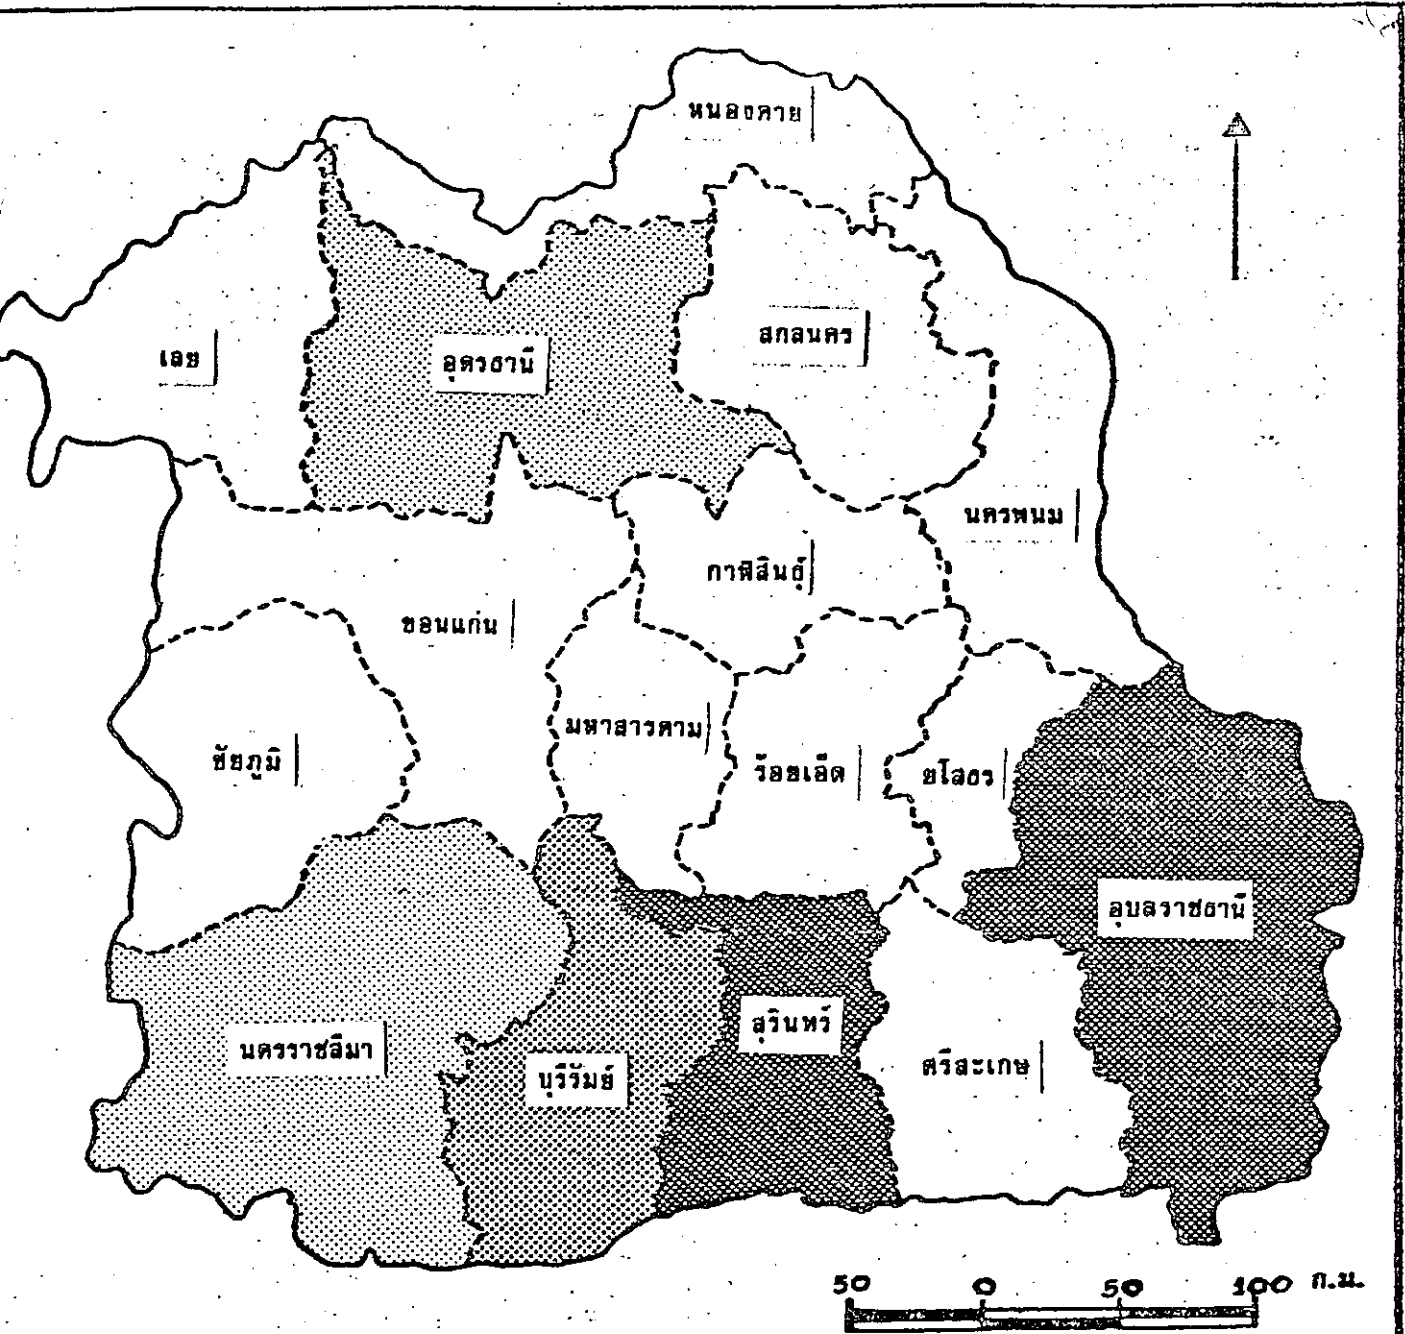 หนองคาย
สกลนคร
เลย
อุดรธานี
นครพนม
กาฬสินธุ์
ขอนแก่น
มหาสารคาม
ชัยภูมิ
ร้อยเอ็ด
ยโสธร
อุบลราชธานี
สุรินทร์
นครราชสีมา
บุรีรัมย์
ศรีสะเกษ
50 0 50 100 ก.ม.